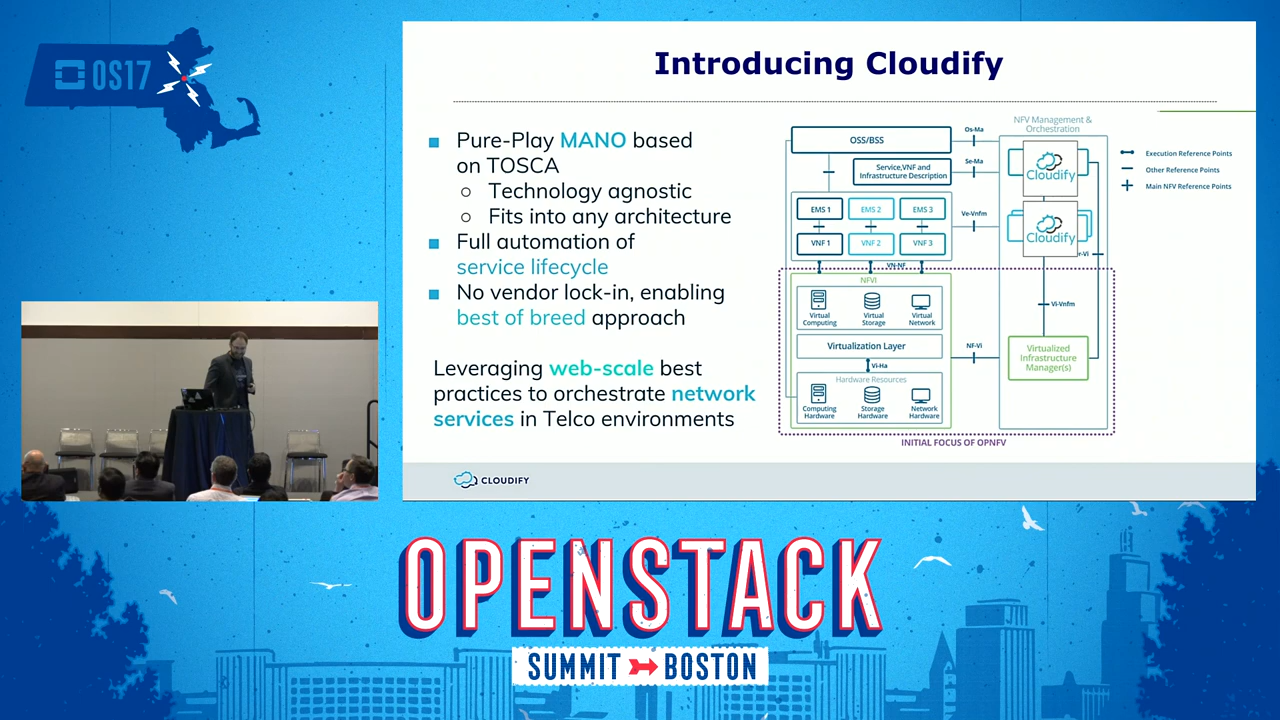 OS17
Introducing Cloudify
Pure-Play MANO based
on TOSCA
Technology agnostic
Fits into any architecture
Full automation of
service lifecycle
No vendor lock-in, enabling
best of breed approach
Leveraging web-scale best
practices to orchestrate network
services in Telco environments
NFV Management &
Orchestration
OSS/BSS
Os-Ma
Service,VNF and
Infrastructure Description
Se-Ma
Cloudify
Execution Reference Points
Other Reference Points
Main NFV Reference Points
EMS 1
EMS 2
EMS 3
Ve-Vnfm
VNF 1
VNF 2
VNF 3
Cloudify
r-Vi
VN-NF
NFVI
Virtual
Computing
Virtual
Storage
Virtual
Network
Vi-Vnfm
Virtualization Layer
NF-Vi
Virtualized
Infrastructure
Manager(s)
Vi-Ha
Hardware Resources
Computing
Hardware
Storage
Hardware
Network
Hardware
INITIAL FOCUS OF OPNFV
CLOUDIFY
OPENSTACK
SUMMIT BOSTON